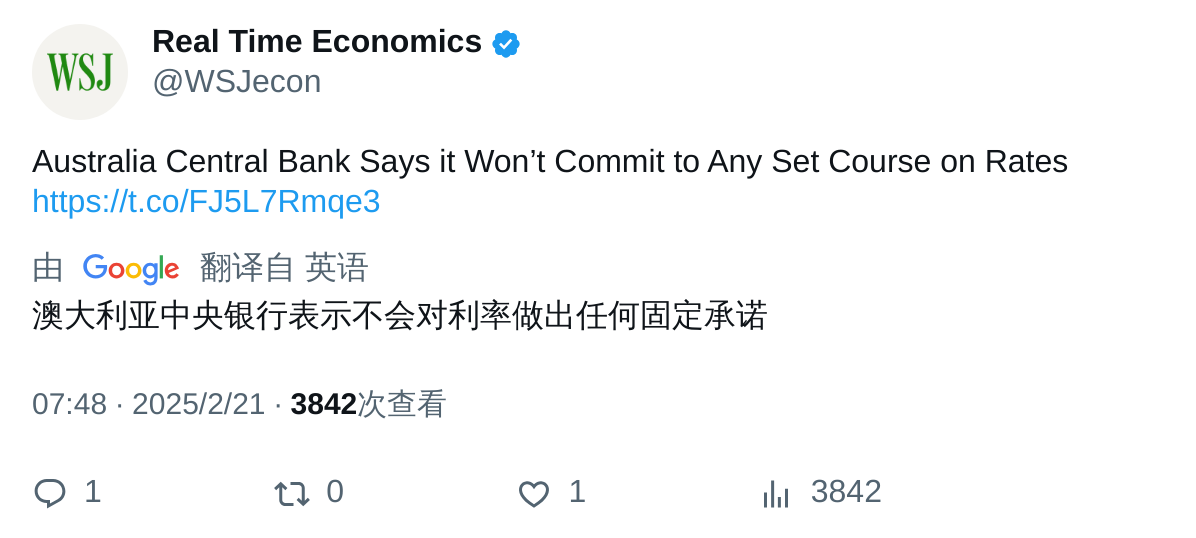 WSJ
Real Time Economics
@WSJecon
Australia Central Bank Says it Won’t Commit to Any Set Course on Rates
https://t.co/FJ5L7Rmqe3
由 Google 翻译自 英语
澳大利亚中央银行表示不会对利率做出任何固定承诺
07:48 · 2025/2/21 · 3842次查看
1 0 1 3842